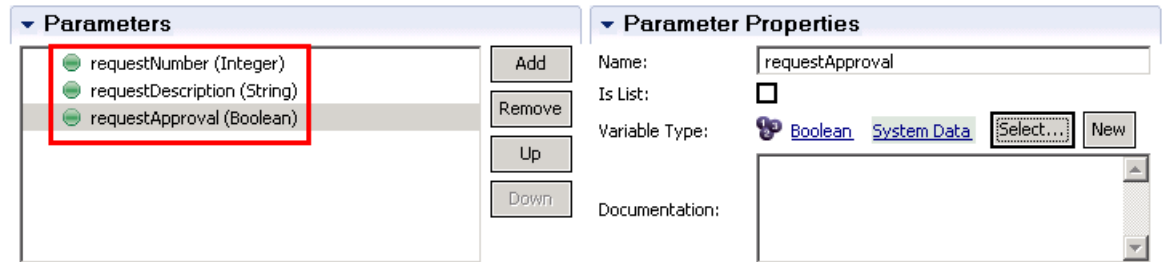 Parameters
requestNumber (Integer)
requestDescription (String)
requestApproval (Boolean)
Add
Remove
Up
Down
Parameter Properties
Name: requestApproval
Is List:
Variable Type: Boolean System Data Select... New
Documentation: